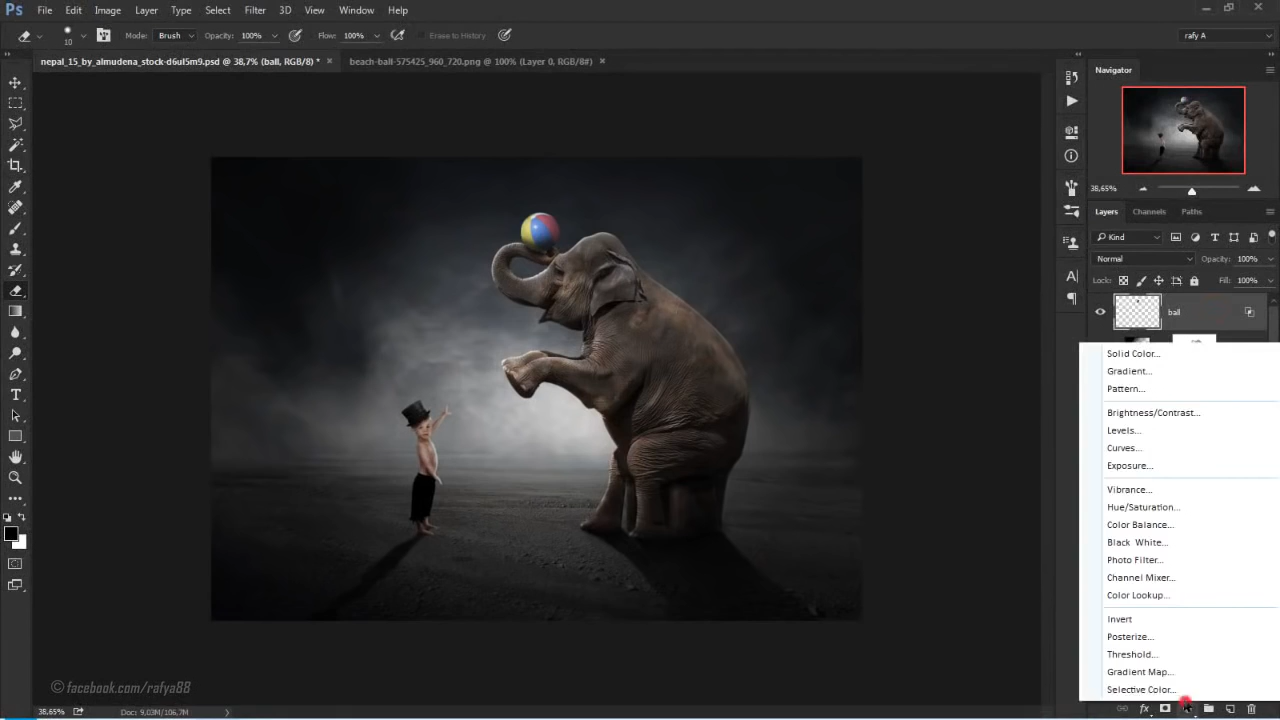 Ps File Edit Image Layer Type Select Filter 3D View Window Help
10 Mode: Brush Opacity: 100% Flow: 100% Erase to History rafy A
nepal_15_by_almudena_stock-d6ul5m9.psd @ 38,7% (ball, RGB/8) * × beach-ball-575425_960_720.png @ 100% (Layer 0, RGB/8#) ×
Navigator
38,65%
Layers Channels Paths
Kind
Normal Opacity: 100%
Lock: Fill: 100%
ball
Solid Color...
Gradient...
Pattern...
Brightness/Contrast...
Levels...
Curves...
Exposure...
Vibrance...
Hue/Saturation...
Color Balance...
Black White...
Photo Filter...
Channel Mixer...
Color Lookup...
Invert
Posterize...
Threshold...
Gradient Map...
Selective Color...
© facebook.com/rafya88
38,65% Doc: 9,03M/106,7M
fx